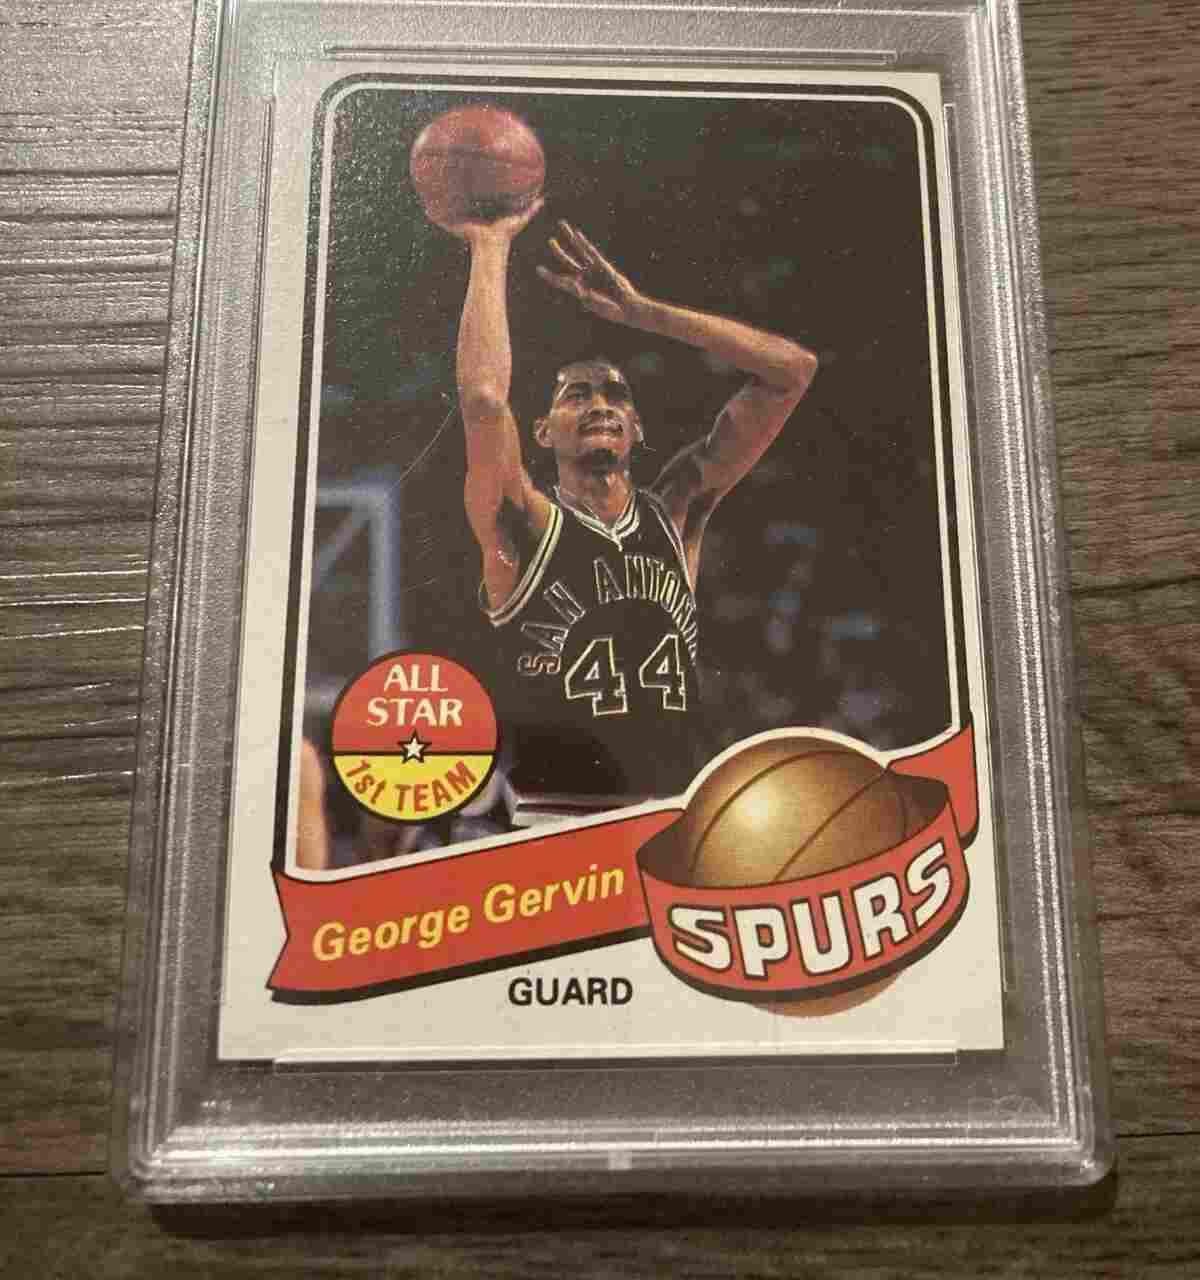 SAN ANTONIO
44
ALL
STAR
1st TEAM
George Gervin
SPURS
GUARD